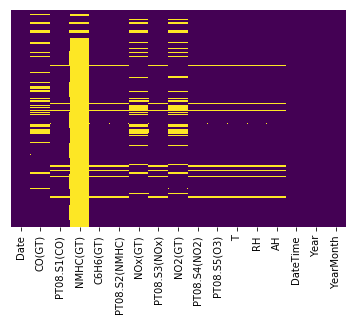 Date
CO(GT)
PT08.S1(CO)
NMHC(GT)
C6H6(GT)
PT08.S2(NMHC)
NOx(GT)
PT08.S3(NOx)
NO2(GT)
PT08.S4(NO2)
PT08.S5(O3)
T
RH
AH
DateTime
Year
YearMonth